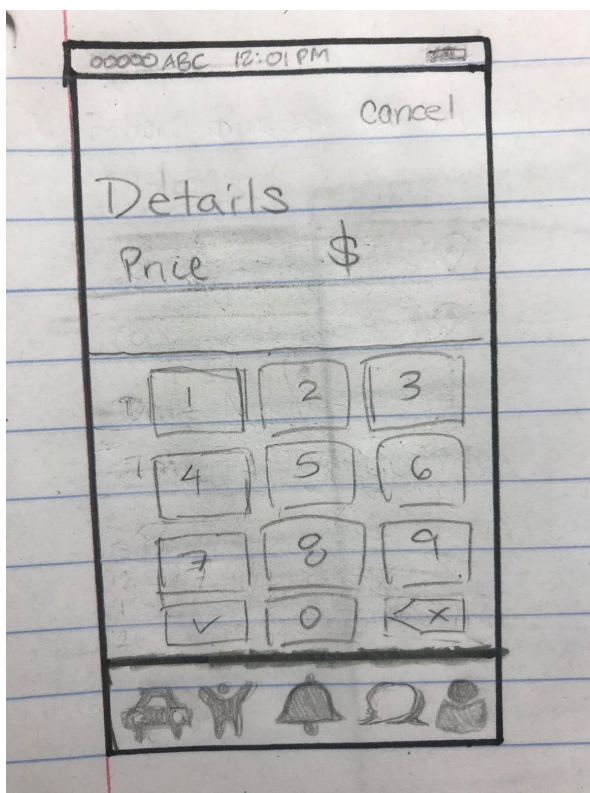 00000 ABC 12:01 PM
Cancel
Details
Price $
1 2 3
4 5 6
7 8 9
✓ 0 X